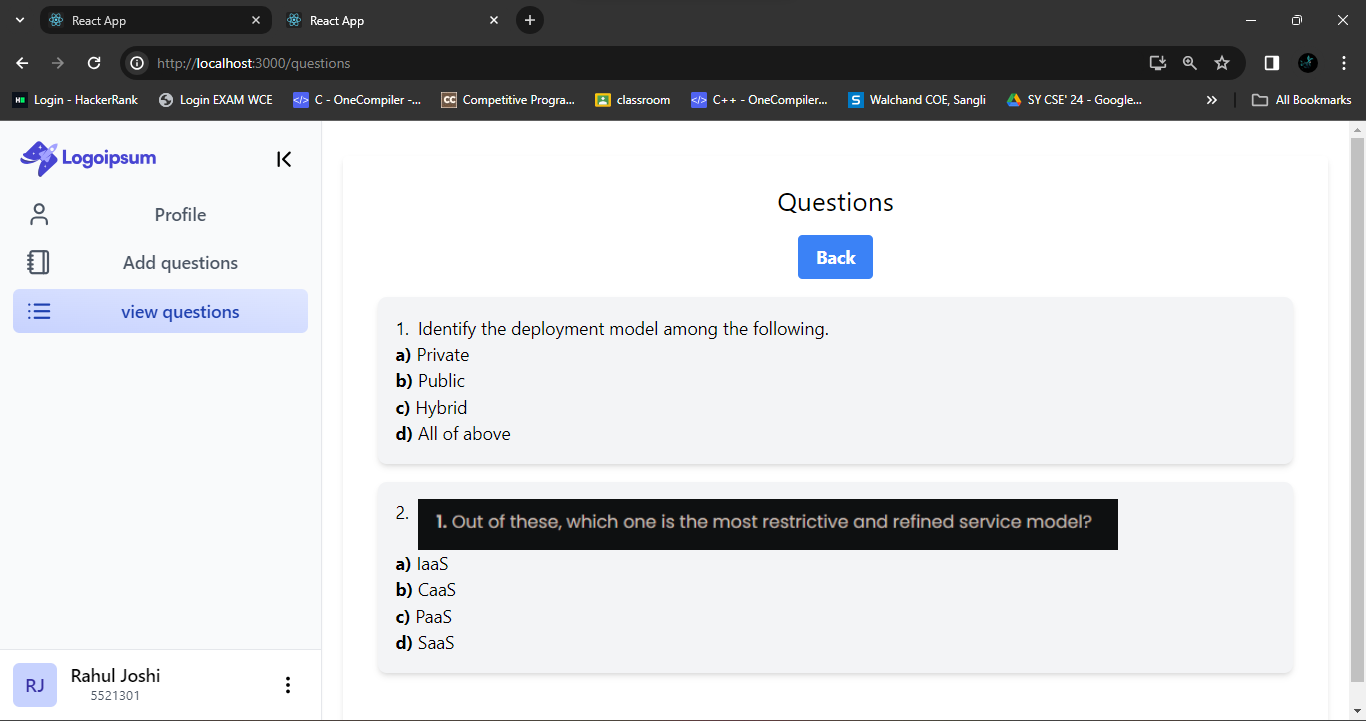 React App
React App
http://localhost:3000/questions
Login - HackerRank
Login EXAM WCE
C - OneCompiler -...
CC Competitive Progra...
classroom
C++ - OneCompiler...
S Walchand COE, Sangli
SY CSE' 24 - Google...
All Bookmarks
Logoipsum
Profile
Add questions
view questions
Questions
Back
1. Identify the deployment model among the following.
a) Private
b) Public
c) Hybrid
d) All of above
2. 1. Out of these, which one is the most restrictive and refined service model?
a) IaaS
b) CaaS
c) PaaS
d) SaaS
RJ
Rahul Joshi
5521301